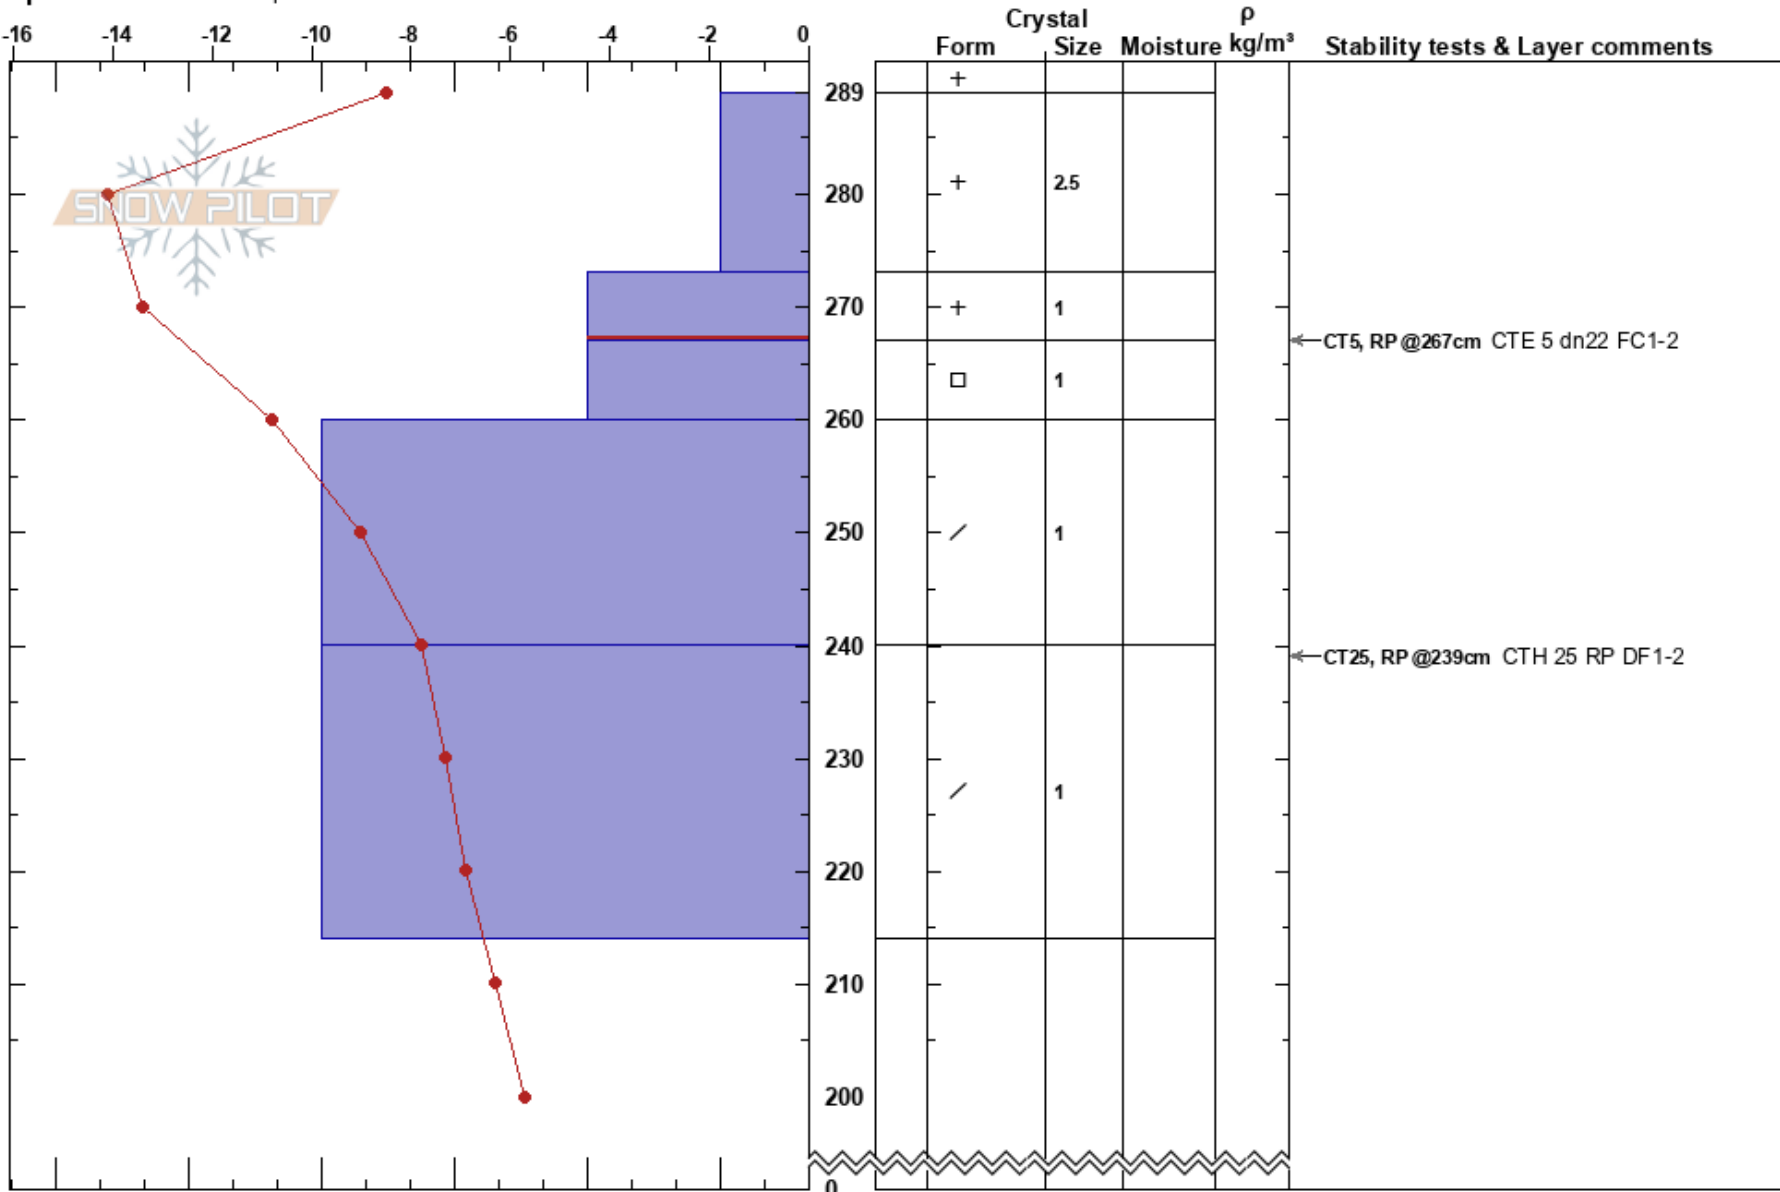 Crystal ρ
-16 -14 -12 -10 -8 -6 -4 -2 0 Form Size Moisture kg/m³ Stability tests & Layer comments
289
SNOW PILOT
280 2.5
270 1
CT5, RP @267cm CTE 5 dn22 FC1-2
1
260
250 1
240
CT25, RP @239cm CTH 25 RP DF1-2
230
1
220
210
200
0